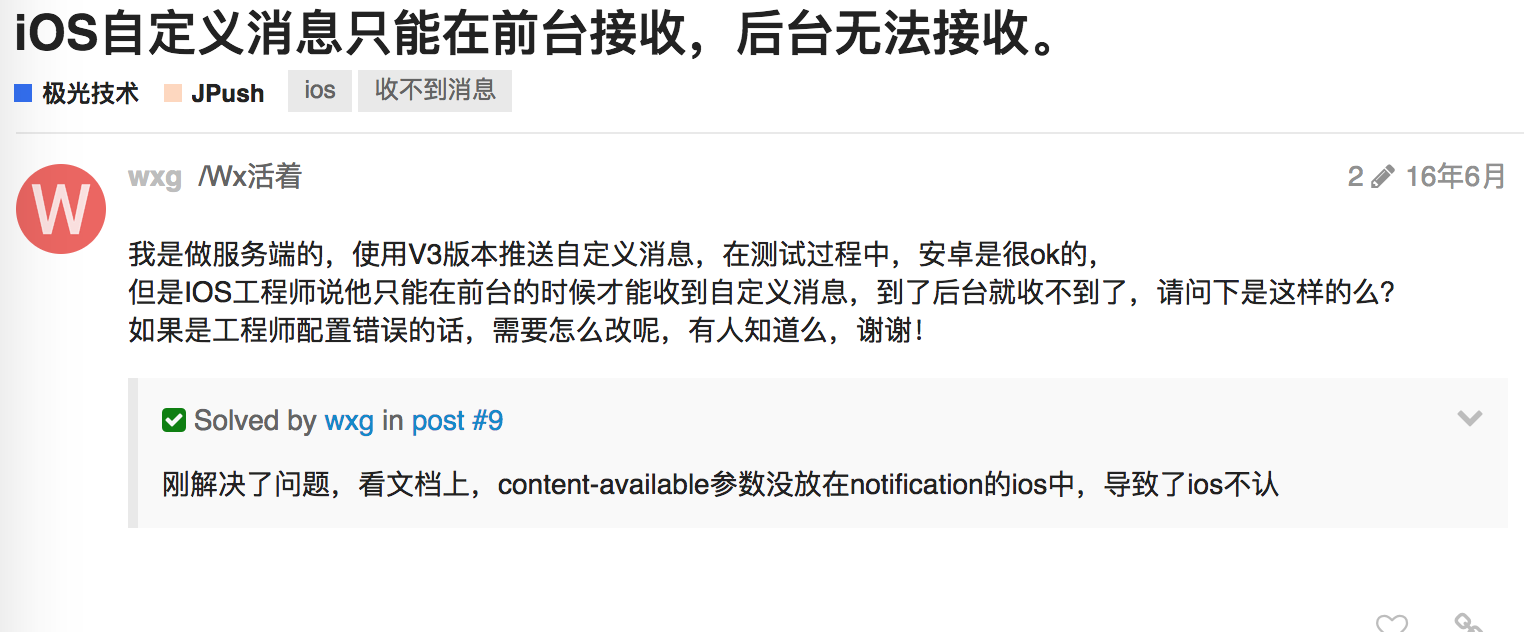 iOS自定义消息只能在前台接收，后台无法接收。
极光技术 JPush ios 收不到消息
W
wxg /Wx活着 2 16年6月
我是做服务端的，使用V3版本推送自定义消息，在测试过程中，安卓是很ok的，
但是IOS工程师说他只能在前台的时候才能收到自定义消息，到了后台就收不到了，请问下是这样的么？
如果是工程师配置错误的话，需要怎么改呢，有人知道么，谢谢！
Solved by wxg in post #9
刚解决了问题，看文档上，content-available参数没放在notification的ios中，导致了ios不认